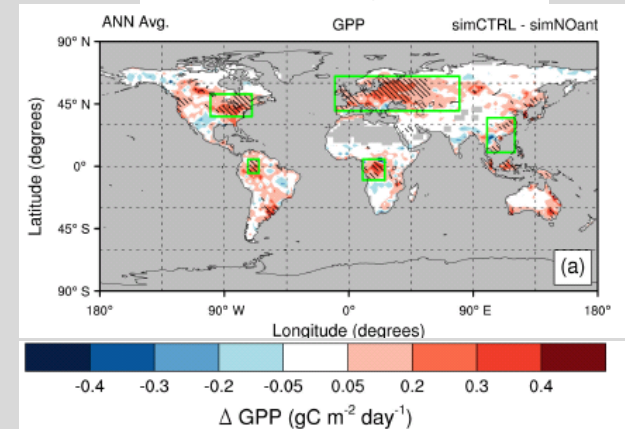 ANN Avg. GPP simCTRL - simNOant
90° N
45° N
0°
45° S
90° S
Latitude (degrees)
(a)
180° 90° W 0° 90° E 180°
Longitude (degrees)
-0.4 -0.3 -0.2 -0.05 0.05 0.2 0.3 0.4
Δ GPP (gC m⁻² day⁻¹)